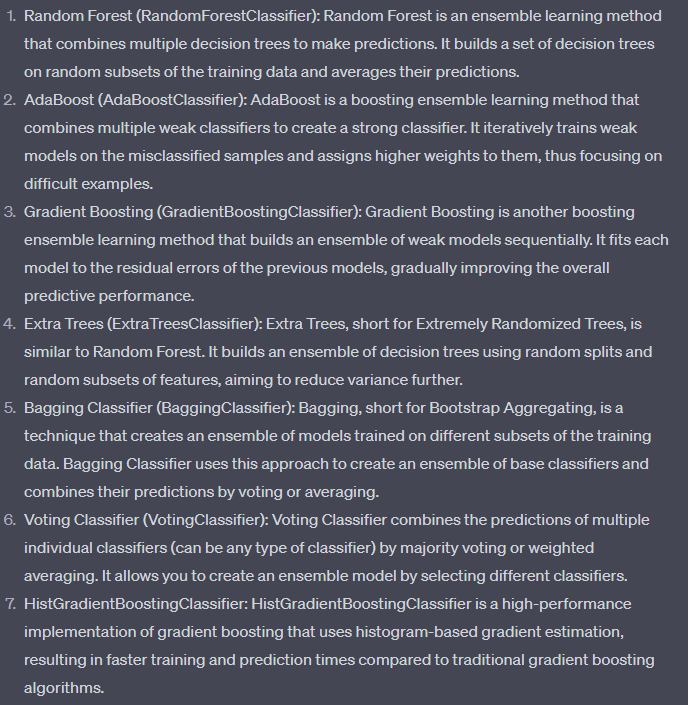 1. Random Forest (RandomForestClassifier): Random Forest is an ensemble learning method
that combines multiple decision trees to make predictions. It builds a set of decision trees
on random subsets of the training data and averages their predictions.
2. AdaBoost (AdaBoostClassifier): AdaBoost is a boosting ensemble learning method that
combines multiple weak classifiers to create a strong classifier. It iteratively trains weak
models on the misclassified samples and assigns higher weights to them, thus focusing on
difficult examples.
3. Gradient Boosting (GradientBoostingClassifier): Gradient Boosting is another boosting
ensemble learning method that builds an ensemble of weak models sequentially. It fits each
model to the residual errors of the previous models, gradually improving the overall
predictive performance.
4. Extra Trees (ExtraTreesClassifier): Extra Trees, short for Extremely Randomized Trees, is
similar to Random Forest. It builds an ensemble of decision trees using random splits and
random subsets of features, aiming to reduce variance further.
5. Bagging Classifier (BaggingClassifier): Bagging, short for Bootstrap Aggregating, is a
technique that creates an ensemble of models trained on different subsets of the training
data. Bagging Classifier uses this approach to create an ensemble of base classifiers and
combines their predictions by voting or averaging.
6. Voting Classifier (VotingClassifier): Voting Classifier combines the predictions of multiple
individual classifiers (can be any type of classifier) by majority voting or weighted
averaging. It allows you to create an ensemble model by selecting different classifiers.
7. HistGradientBoostingClassifier: HistGradientBoostingClassifier is a high-performance
implementation of gradient boosting that uses histogram-based gradient estimation,
resulting in faster training and prediction times compared to traditional gradient boosting
algorithms.